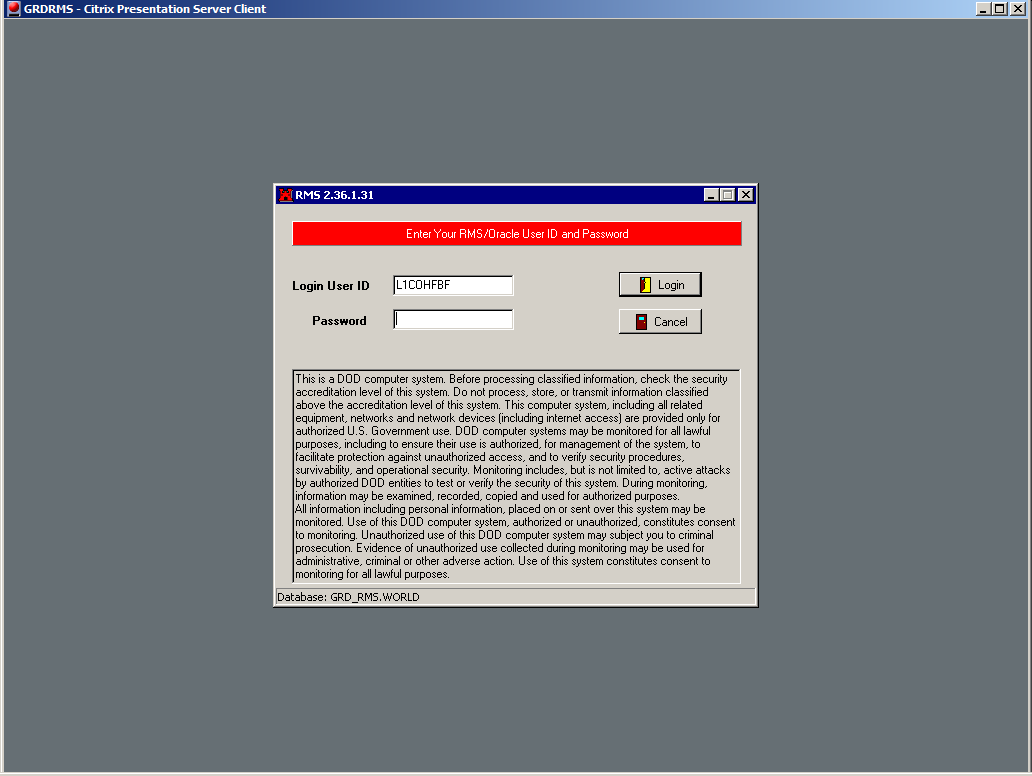 GRDRMS - Citrix Presentation Server Client
RMS 2.36.1.31
Enter Your RMS/Oracle User ID and Password
Login User ID
L1COHFBF
Login
Password
Cancel
This is a DOD computer system. Before processing classified information, check the security
accreditation level of this system. Do not process, store, or transmit information classified
above the accreditation level of this system. This computer system, including all related
equipment, networks and network devices (including internet access) are provided only for
authorized U.S. Government use. DOD computer systems may be monitored for all lawful
purposes, including to ensure their use is authorized, for management of the system, to
facilitate protection against unauthorized access, and to verify security procedures,
survivability, and operational security. Monitoring includes, but is not limited to, active attacks
by authorized DOD entities to test or verify the security of this system. During monitoring,
information may be examined, recorded, copied and used for authorized purposes.
All information including personal information, placed on or sent over this system may be
monitored. Use of this DOD computer system, authorized or unauthorized, constitutes consent
to monitoring. Unauthorized use of this DOD computer system may subject you to criminal
prosecution. Evidence of unauthorized use collected during monitoring may be used for
administrative, criminal or other adverse action. Use of this system constitutes consent to
monitoring for all lawful purposes.
Database: GRD_RMS.WORLD